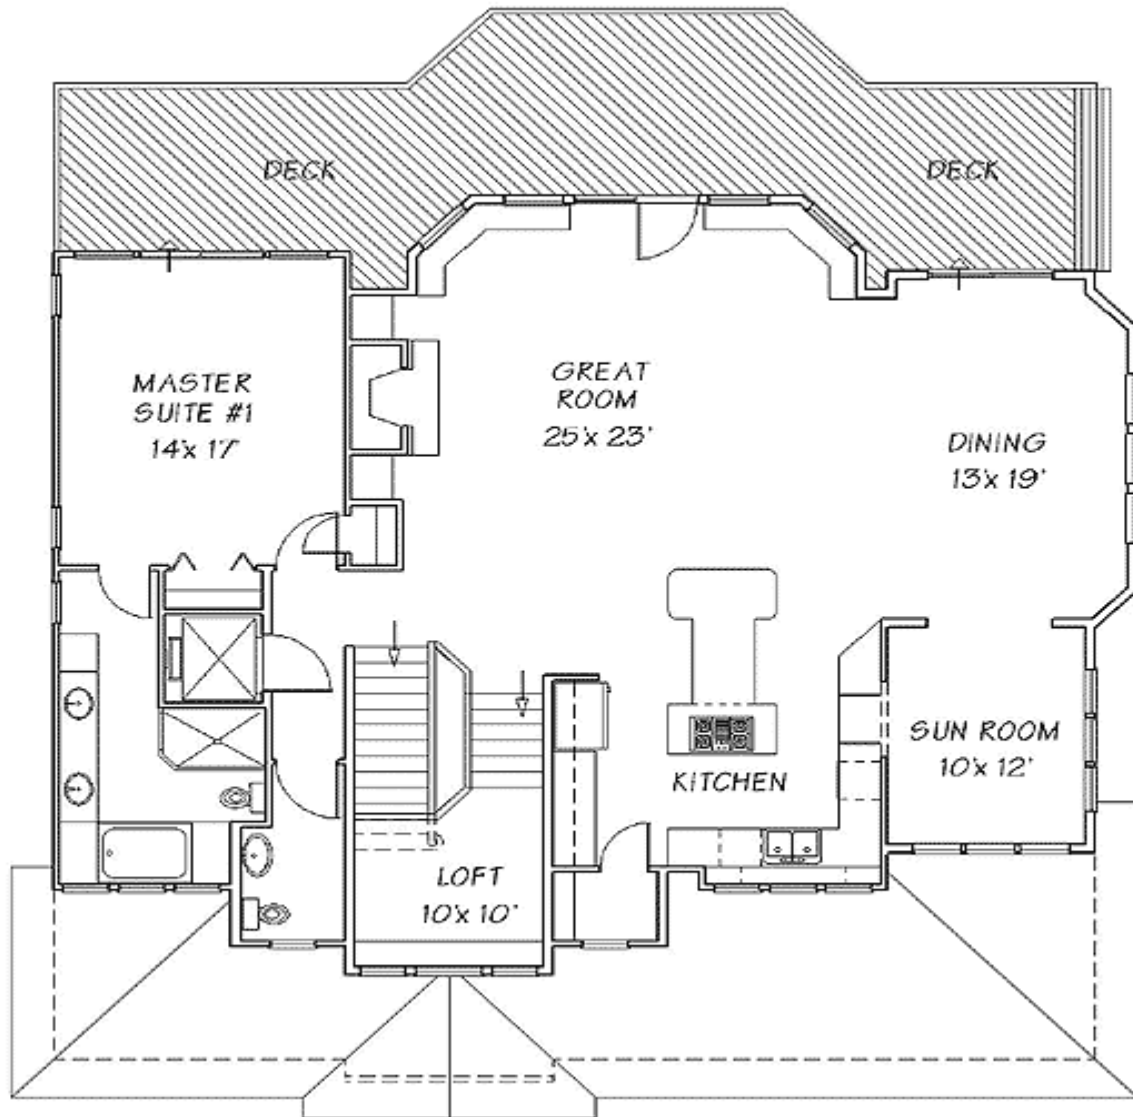 DECK
DECK
MASTER
SUITE #1
14'x 17'
GREAT
ROOM
25'x 23'
DINING
13'x 19'
SUN ROOM
10'x 12'
KITCHEN
LOFT
10'x 10'